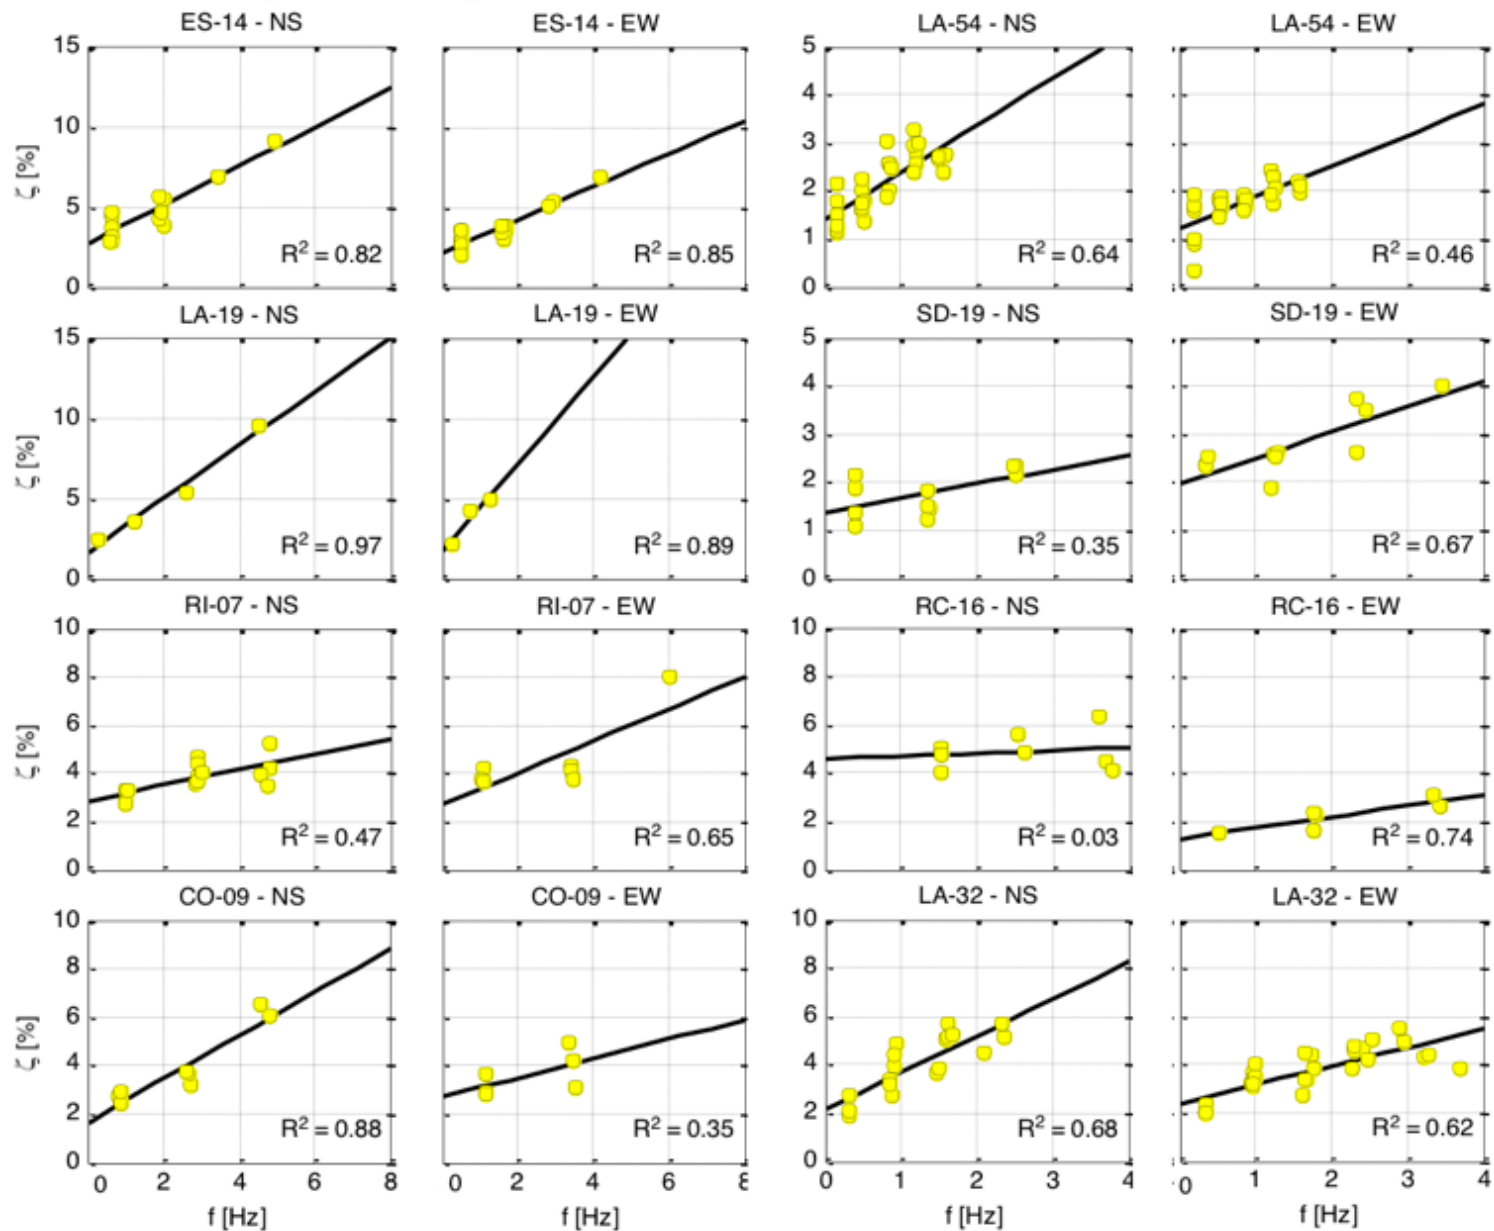 ES-14 - NS ES-14 - EW LA-54 - NS LA-54 - EW
15 5
10 4
5 3
0 2
1
0
ζ [%]
R² = 0.82 R² = 0.85 R² = 0.64 R² = 0.46
LA-19 - NS LA-19 - EW SD-19 - NS SD-19 - EW
15 5
10 4
5 3
0 2
1
0
ζ [%]
R² = 0.97 R² = 0.89 R² = 0.35 R² = 0.67
RI-07 - NS RI-07 - EW RC-16 - NS RC-16 - EW
10 10
8 8
6 6
4 4
2 2
0 0
ζ [%]
R² = 0.47 R² = 0.65 R² = 0.03 R² = 0.74
CO-09 - NS CO-09 - EW LA-32 - NS LA-32 - EW
10 10
8 8
6 6
4 4
2 2
0 0
ζ [%]
R² = 0.88 R² = 0.35 R² = 0.68 R² = 0.62
0 2 4 6 8 0 2 4 6 0 1 2 3 4 0 1 2 3 4
f [Hz] f [Hz] f [Hz] f [Hz]